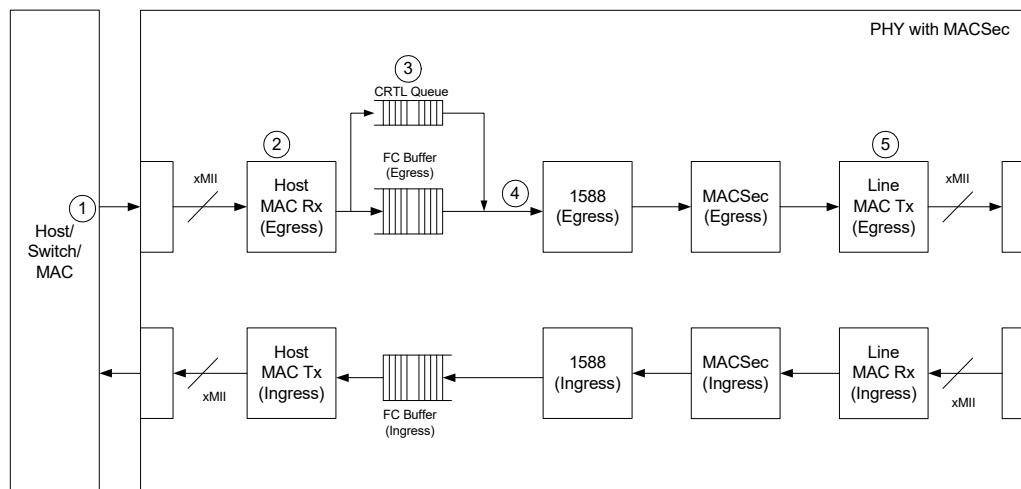 PHY with MACSec
3
CRTL Queue
1
Host/
Switch/
MAC
xMII
2
Host
MAC Rx
(Egress)
FC Buffer
(Egress)
4
1588
(Egress)
MACSec
(Egress)
5
Line
MAC Tx
(Egress)
xMII
xMII
Host
MAC Tx
(Ingress)
FC Buffer
(Ingress)
1588
(Ingress)
MACSec
(Ingress)
Line
MAC Rx
(Ingress)
xMII